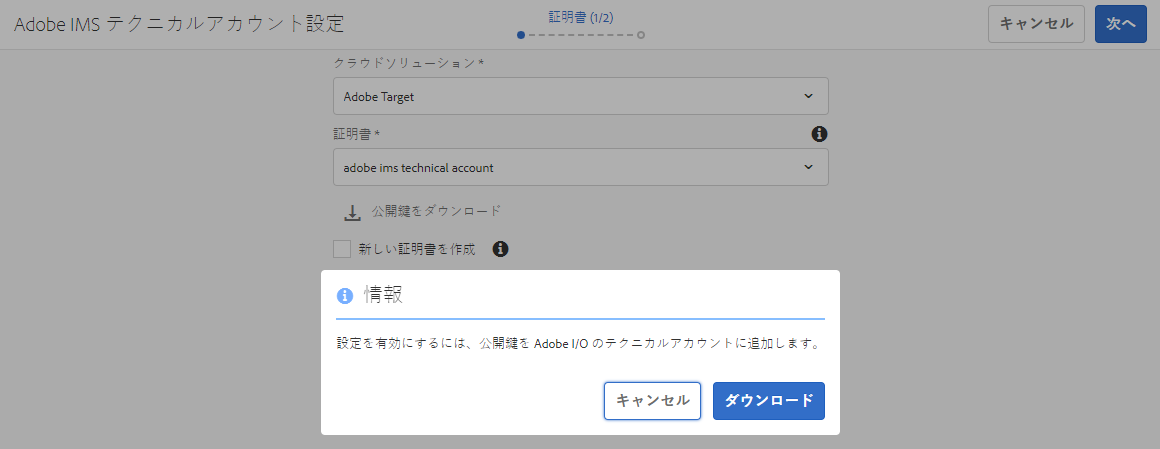 Adobe IMS テクニカルアカウント設定
証明書 (1/2)
キャンセル
次へ
クラウドソリューション *
Adobe Target
証明書 *
adobe ims technical account
公開鍵をダウンロード
新しい証明書を作成
情報
設定を有効にするには、公開鍵を Adobe I/O のテクニカルアカウントに追加します。
キャンセル
ダウンロード